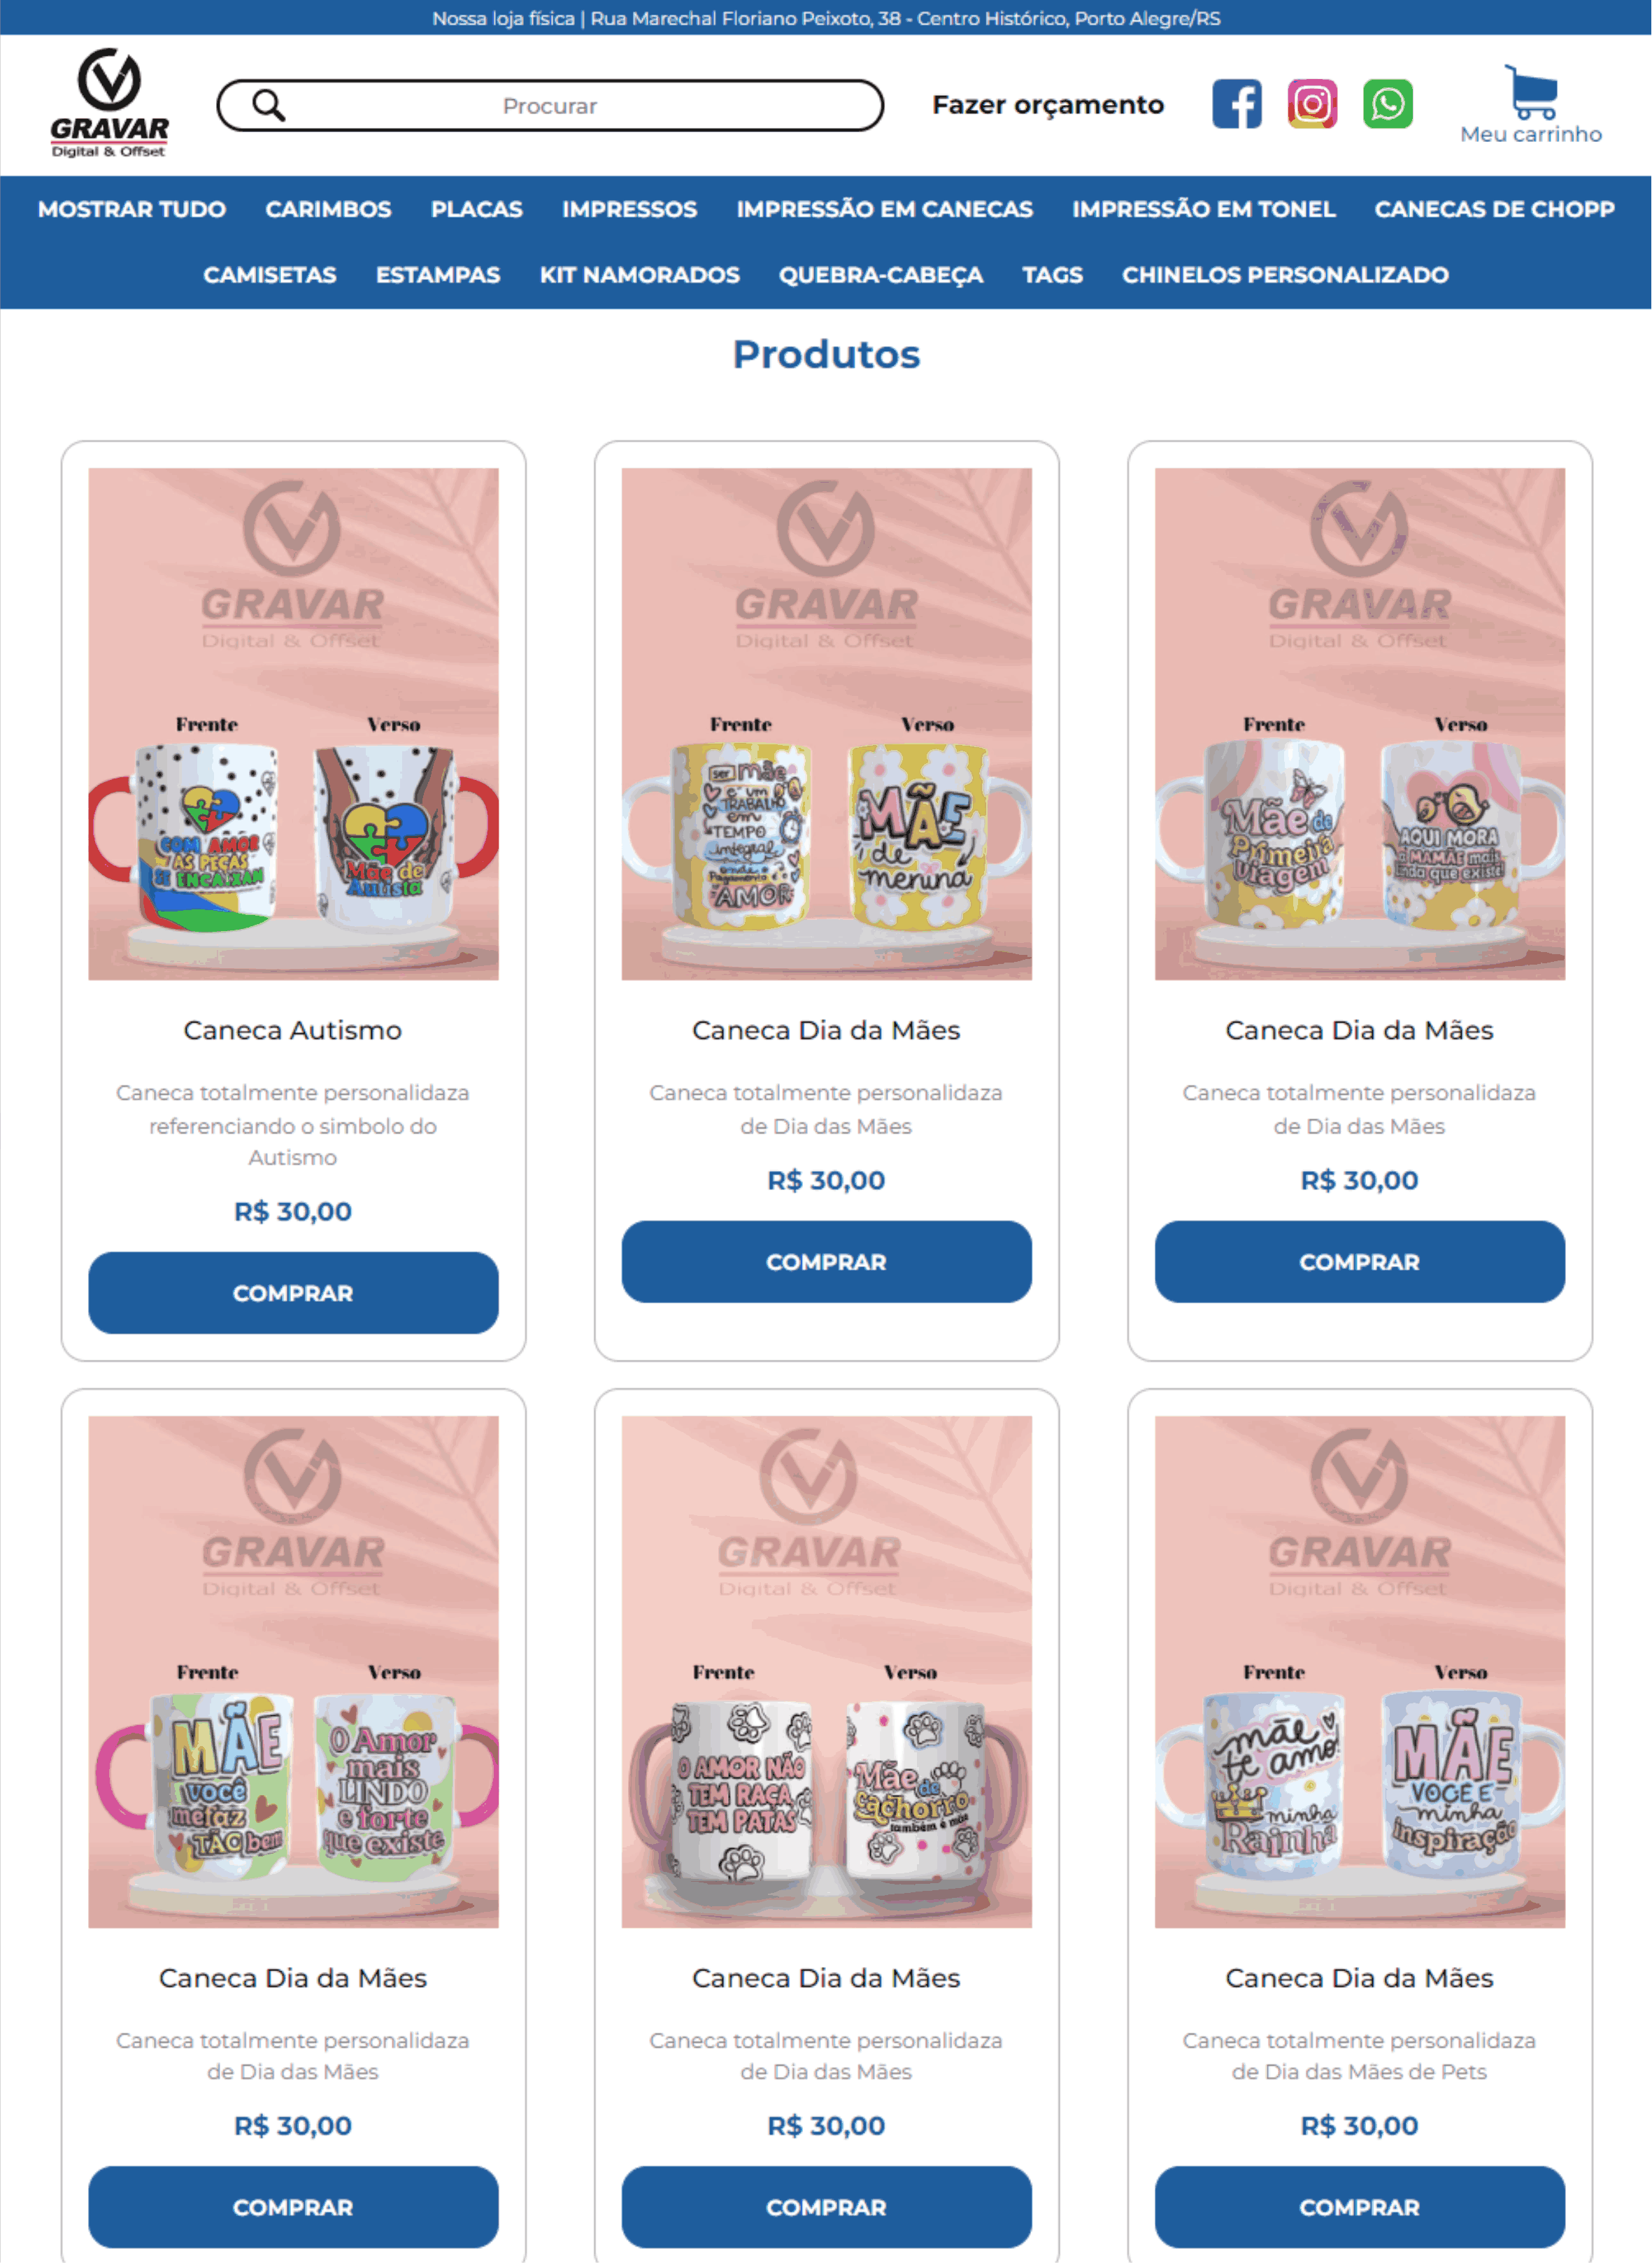 Nossa loja física | Rua Marechal Floriano Peixoto, 38 - Centro Histórico, Porto Alegre/RS
GRAVAR
Digital & Offset
Procurar
Fazer orçamento
Meu carrinho
MOSTRAR TUDO CARIMBOS PLACAS IMPRESSOS IMPRESSÃO EM CANECAS IMPRESSÃO EM TONEL CANECAS DE CHOPP
CAMISETAS ESTAMPAS KIT NAMORADOS QUEBRA-CABEÇA TAGS CHINELOS PERSONALIZADO
Produtos
GRAVAR
Digital & Offset
Frente Verso
COM AMOR
AS PEÇAS
SE ENCAIXAM
Mãe de
Autista
Caneca Autismo
Caneca totalmente personalidaza
referenciando o simbolo do
Autismo
R$ 30,00
COMPRAR
GRAVAR
Digital & Offset
Frente Verso
ser mãe
é um
TRABALHO
em
TEMPO
integral
onde o
Pagamento é o
AMOR
MÃE
de
menina
Caneca Dia da Mães
Caneca totalmente personalidaza
de Dia das Mães
R$ 30,00
COMPRAR
GRAVAR
Digital & Offset
Frente Verso
Mãe de
Primeira
Viagem
AQUI MORA
a MAMÃE mais
linda que existe!
Caneca Dia da Mães
Caneca totalmente personalidaza
de Dia das Mães
R$ 30,00
COMPRAR
GRAVAR
Digital & Offset
Frente Verso
MÃE
você
me faz
TÃO bem
O Amor
mais
LINDO
e forte
que existe
Caneca Dia da Mães
Caneca totalmente personalidaza
de Dia das Mães
R$ 30,00
COMPRAR
GRAVAR
Digital & Offset
Frente Verso
O AMOR NÃO
TEM RAÇA,
TEM PATAS
Mãe de
Cachorro
também é mãe
Caneca Dia da Mães
Caneca totalmente personalidaza
de Dia das Mães
R$ 30,00
COMPRAR
GRAVAR
Digital & Offset
Frente Verso
mãe
te amo
minha
Rainha
MÃE
VOCÊ E
minha
inspiração
Caneca Dia da Mães
Caneca totalmente personalidaza
de Dia das Mães de Pets
R$ 30,00
COMPRAR